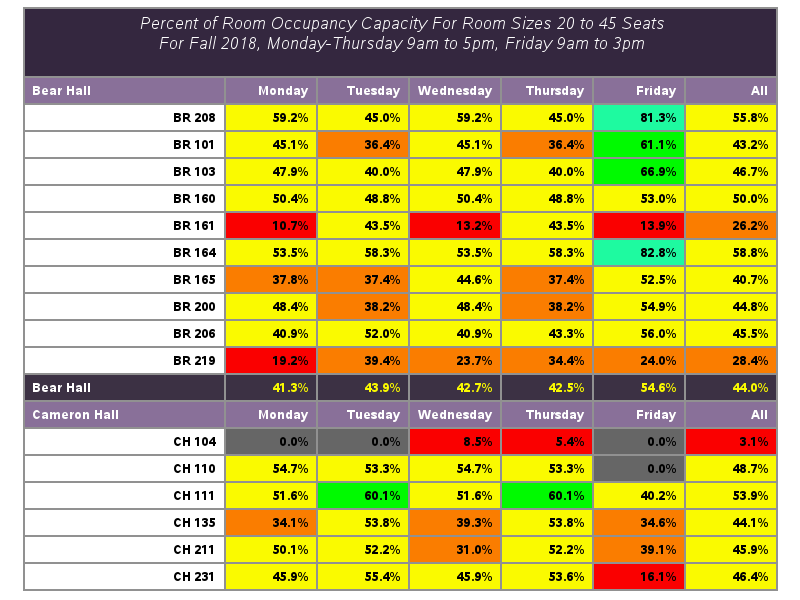 Percent of Room Occupancy Capacity For Room Sizes 20 to 45 Seats
For Fall 2018, Monday-Thursday 9am to 5pm, Friday 9am to 3pm
Bear Hall Monday Tuesday Wednesday Thursday Friday All
BR 208 59.2% 45.0% 59.2% 45.0% 81.3% 55.8%
BR 101 45.1% 36.4% 45.1% 36.4% 61.1% 43.2%
BR 103 47.9% 40.0% 47.9% 40.0% 66.9% 46.7%
BR 160 50.4% 48.8% 50.4% 48.8% 53.0% 50.0%
BR 161 10.7% 43.5% 13.2% 43.5% 13.9% 26.2%
BR 164 53.5% 58.3% 53.5% 58.3% 82.8% 58.8%
BR 165 37.8% 37.4% 44.6% 37.4% 52.5% 40.7%
BR 200 48.4% 38.2% 48.4% 38.2% 54.9% 44.8%
BR 206 40.9% 52.0% 40.9% 43.3% 56.0% 45.5%
BR 219 19.2% 39.4% 23.7% 34.4% 24.0% 28.4%
Bear Hall 41.3% 43.9% 42.7% 42.5% 54.6% 44.0%
Cameron Hall Monday Tuesday Wednesday Thursday Friday All
CH 104 0.0% 0.0% 8.5% 5.4% 0.0% 3.1%
CH 110 54.7% 53.3% 54.7% 53.3% 0.0% 48.7%
CH 111 51.6% 60.1% 51.6% 60.1% 40.2% 53.9%
CH 135 34.1% 53.8% 39.3% 53.8% 34.6% 44.1%
CH 211 50.1% 52.2% 31.0% 52.2% 39.1% 45.9%
CH 231 45.9% 55.4% 45.9% 53.6% 16.1% 46.4%